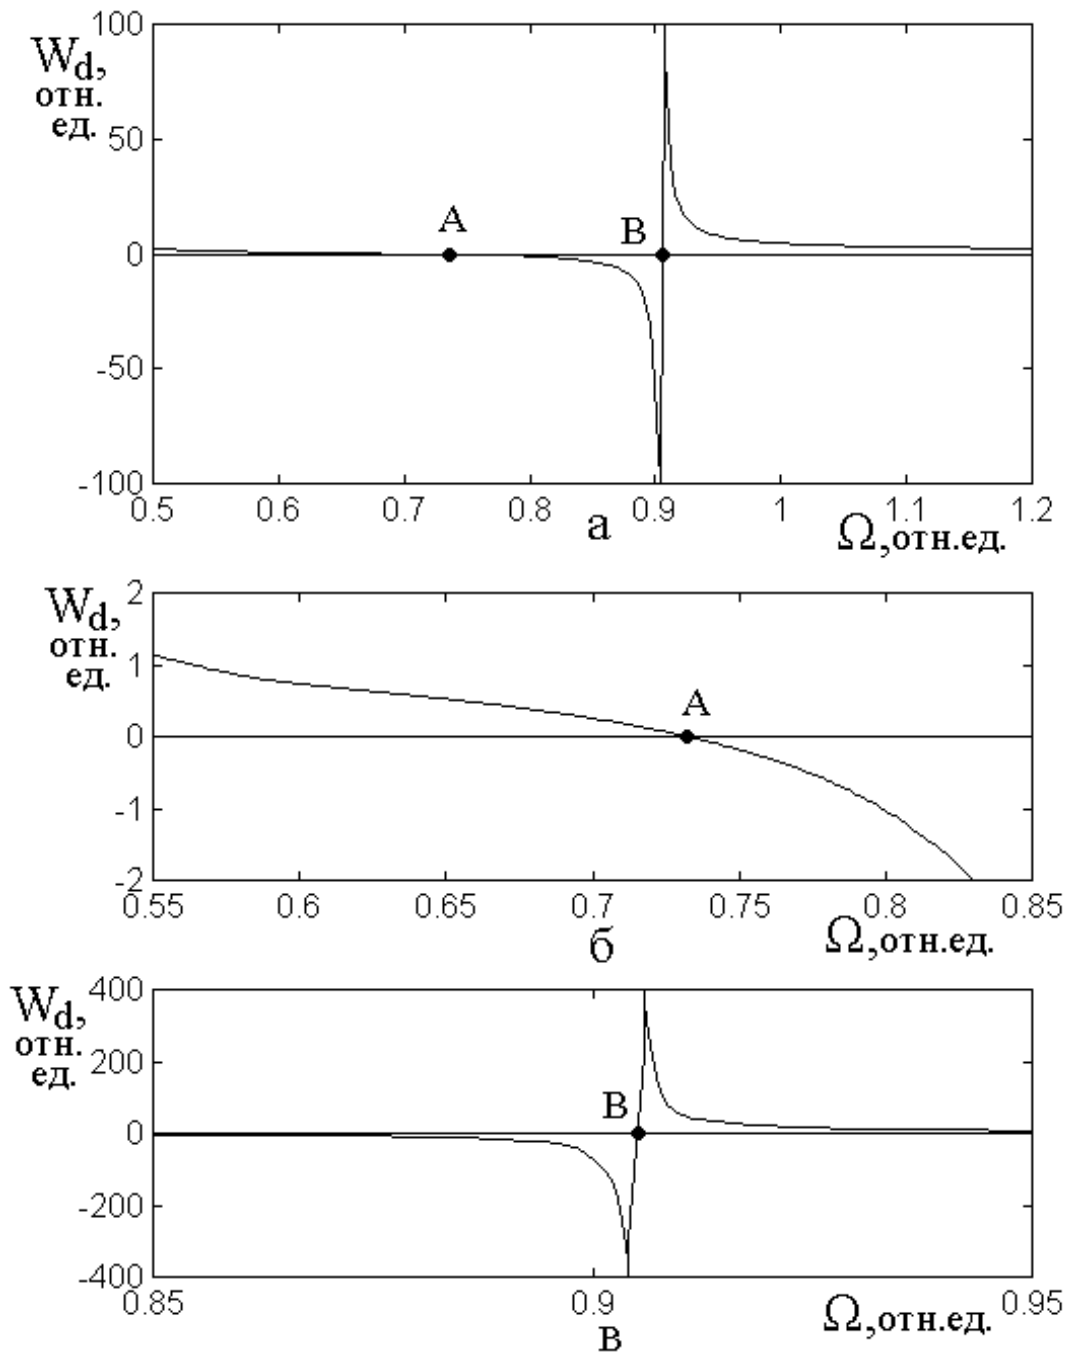 100
W_d,
отн.
ед.
50
A
B
0
-50
-100
0.5 0.6 0.7 0.8 0.9 1 1.1 1.2
а
Ω,отн.ед.
2
W_d,
отн.
ед.
1
A
0
-1
-2
0.55 0.6 0.65 0.7 0.75 0.8 0.85
б
Ω,отн.ед.
400
W_d,
отн.
ед.
200
B
0
-200
-400
0.85 0.9 0.95
в
Ω,отн.ед.